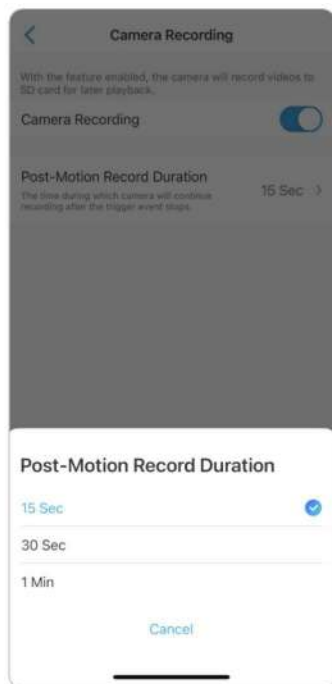 Camera Recording
With the feature enabled, the camera will record videos to
SD card for later playback.
Camera Recording
Post-Motion Record Duration
15 Sec
The time during which camera will continue
recording after the trigger event stops.
Post-Motion Record Duration
15 Sec
30 Sec
1 Min
Cancel